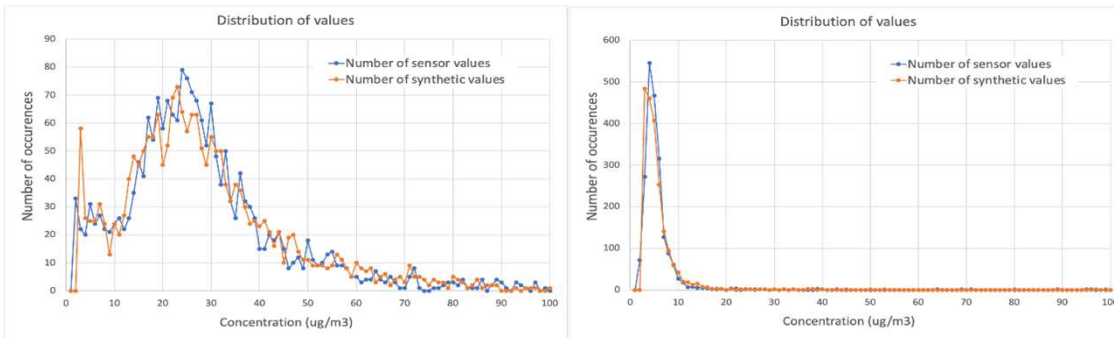 Distribution of values
90
80
70
60
50
40
30
20
10
0
Number of occurences
Number of sensor values
Number of synthetic values
0 10 20 30 40 50 60 70 80 90 100
Concentration (ug/m3)
Distribution of values
600
500
400
300
200
100
0
Number of occurences
Number of sensor values
Number of synthetic values
0 10 20 30 40 50 60 70 80 90 100
Concentration (ug/m3)